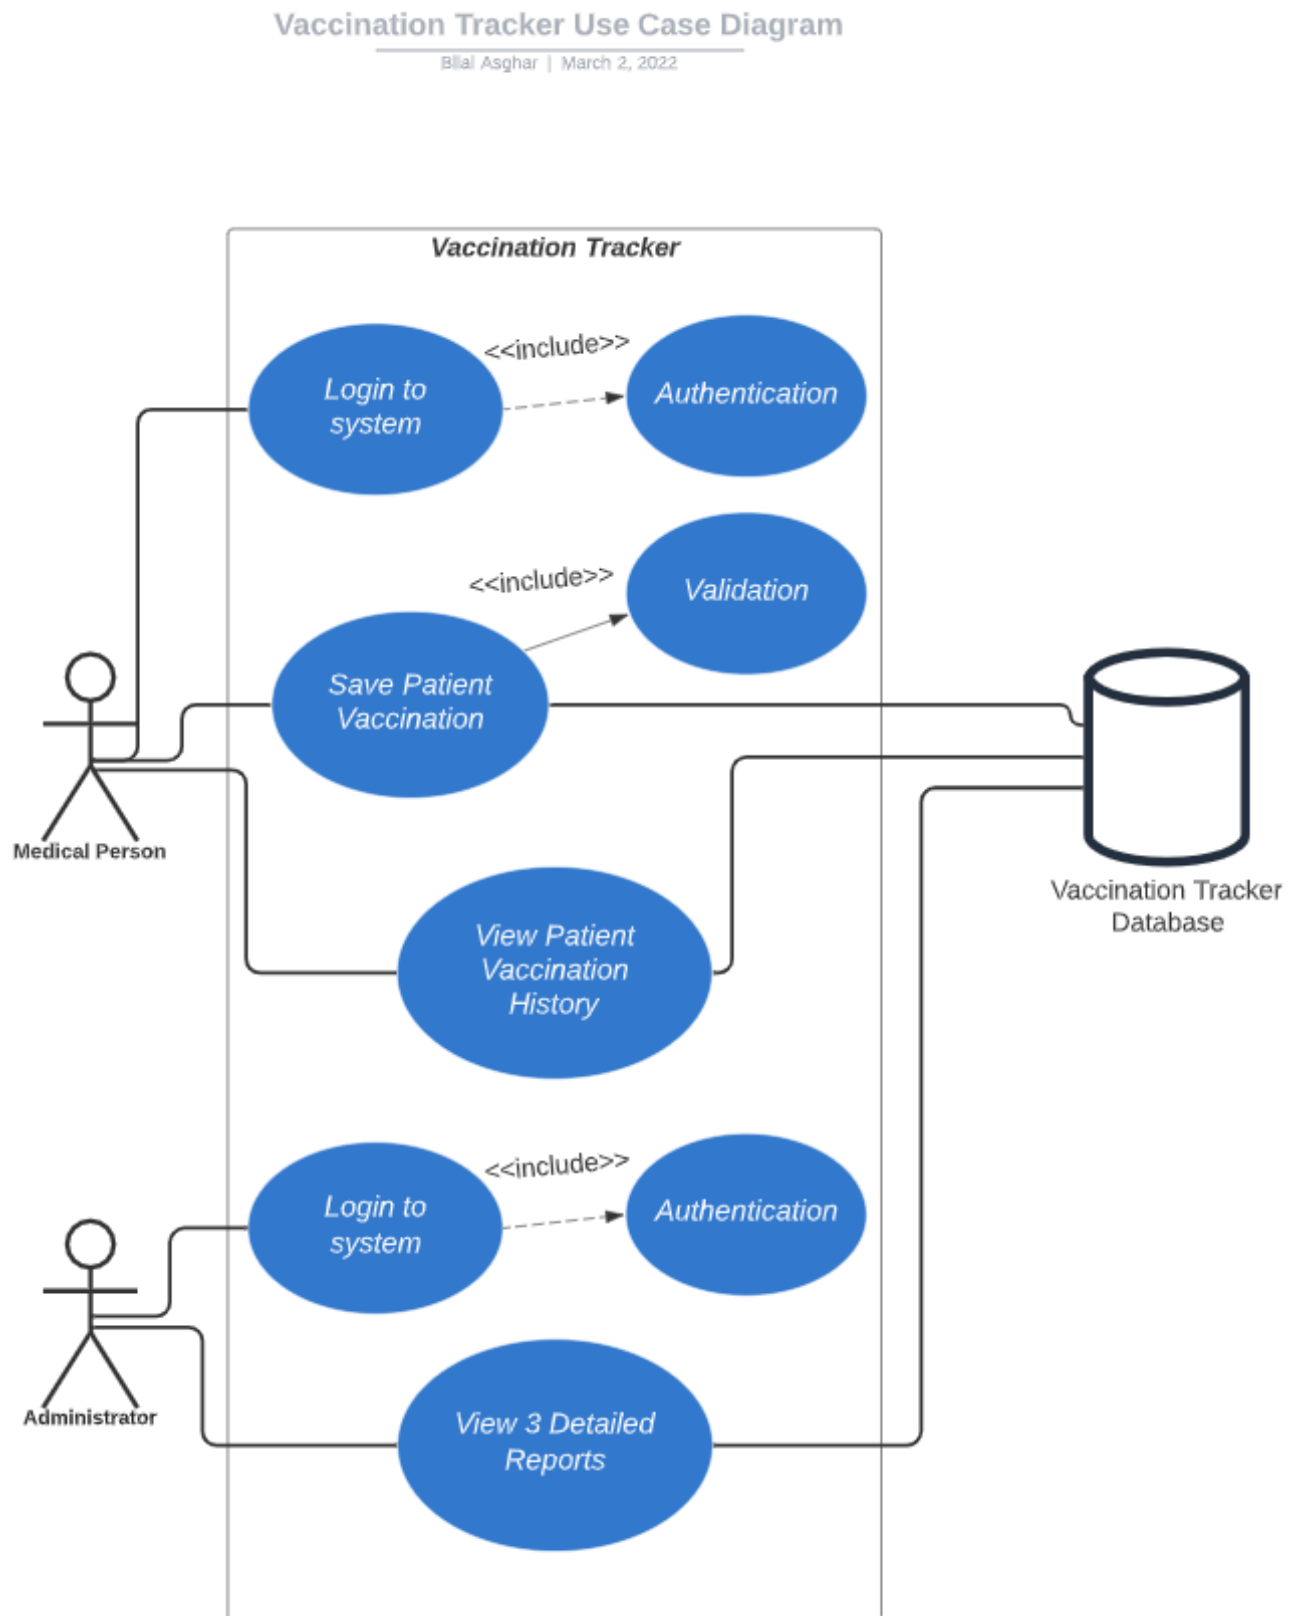 Vaccination Tracker Use Case Diagram
Bilal Asghar | March 2, 2022
Vaccination Tracker
<<include>>
Login to
system
Authentication
<<include>>
Validation
Save Patient
Vaccination
Medical Person
Vaccination Tracker
Database
View Patient
Vaccination
History
<<include>>
Login to
system
Authentication
Administrator
View 3 Detailed
Reports